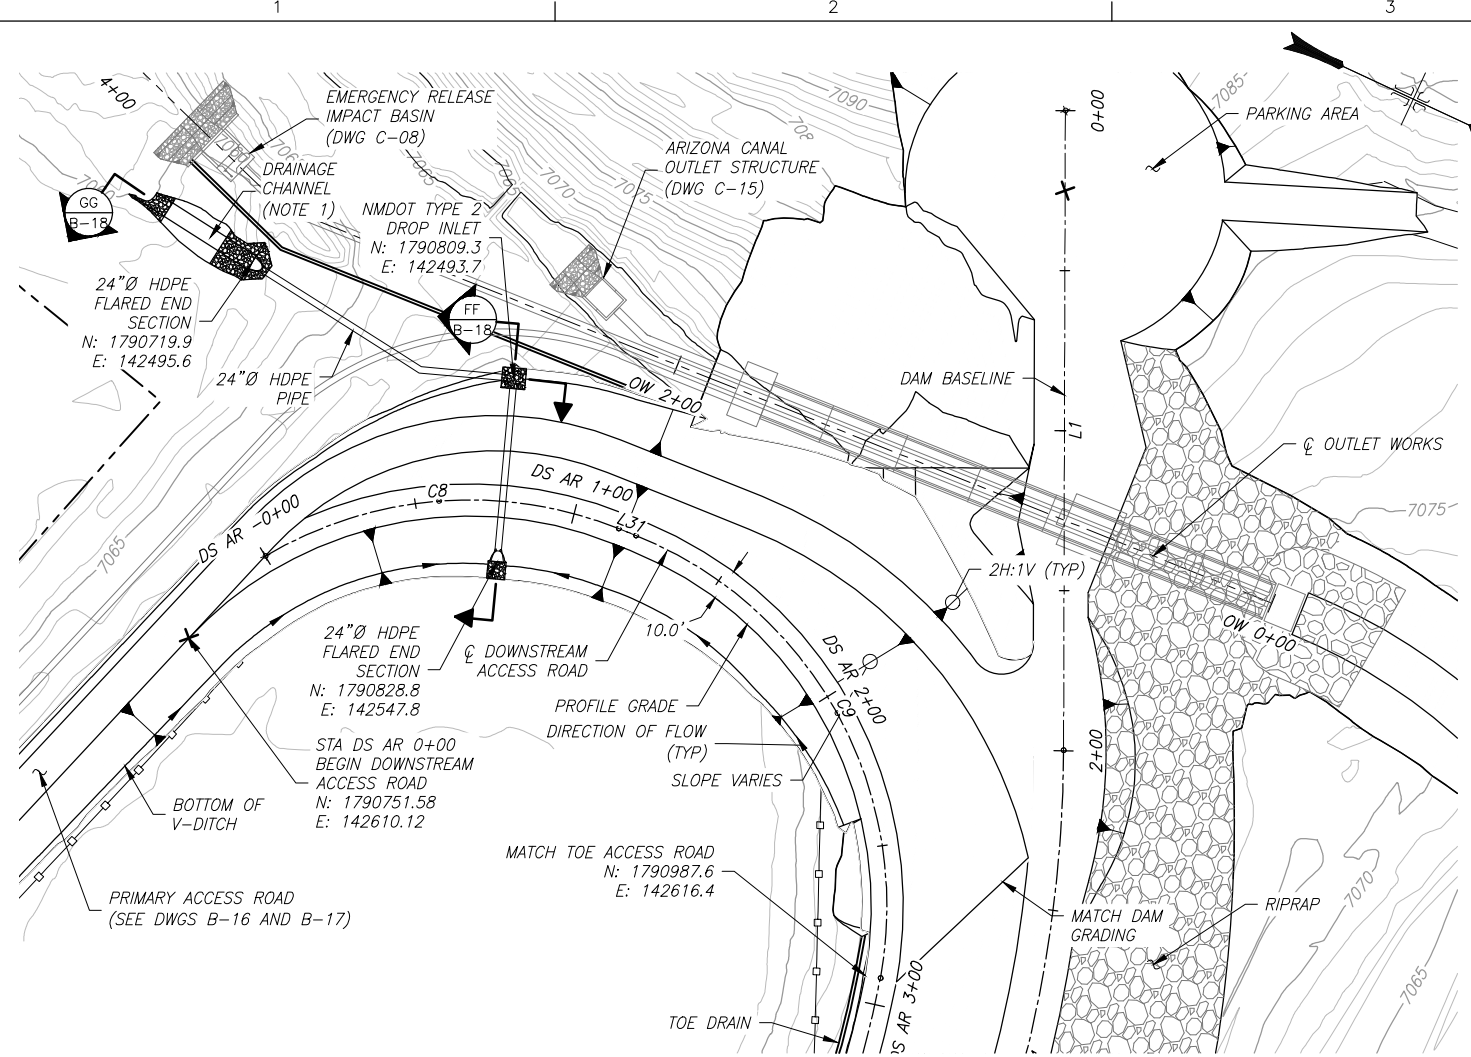 1
2
3
4+00
EMERGENCY RELEASE
IMPACT BASIN
(DWG C-08)
DRAINAGE
CHANNEL
(NOTE 1)
GG
B-18
NMDOT TYPE 2
DROP INLET
N: 1790809.3
E: 142493.7
ARIZONA CANAL
OUTLET STRUCTURE
(DWG C-15)
7065
7065
7070
7075
7090
7085
0+00
PARKING AREA
24"Ø HDPE
FLARED END
SECTION
N: 1790719.9
E: 142495.6
24"Ø HDPE
PIPE
FF
B-18
OW 2+00
DAM BASELINE
L1
℄ OUTLET WORKS
7075
DS AR -0+00
7065
C8
DS AR 1+00
L31
2H:1V (TYP)
10.0'
OW 0+00
24"Ø HDPE
FLARED END
SECTION
N: 1790828.8
E: 142547.8
℄ DOWNSTREAM
ACCESS ROAD
PROFILE GRADE
DIRECTION OF FLOW
(TYP)
SLOPE VARIES
DS AR 2+00
C9
2+00
STA DS AR 0+00
BEGIN DOWNSTREAM
ACCESS ROAD
N: 1790751.58
E: 142610.12
BOTTOM OF
V-DITCH
PRIMARY ACCESS ROAD
(SEE DWGS B-16 AND B-17)
MATCH TOE ACCESS ROAD
N: 1790987.6
E: 142616.4
MATCH DAM
GRADING
RIPRAP
7070
7065
TOE DRAIN
DS AR 3+00